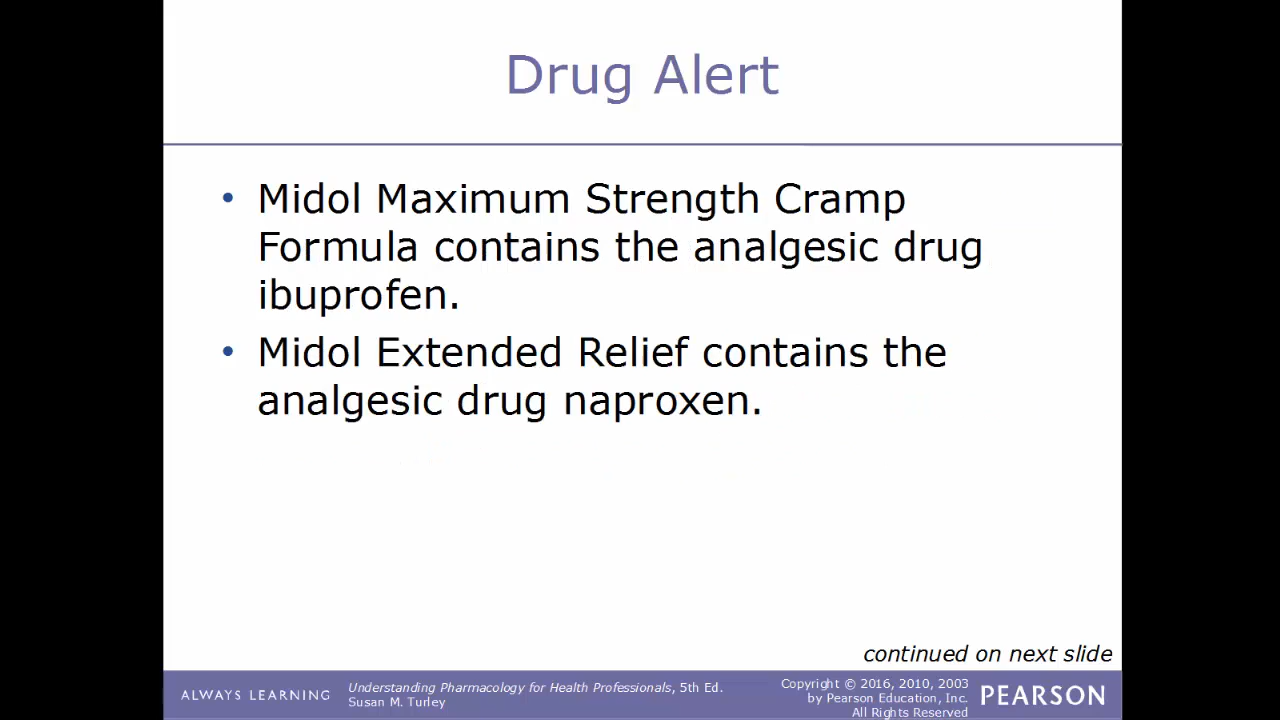 Drug Alert
• Midol Maximum Strength Cramp
Formula contains the analgesic drug
ibuprofen.
• Midol Extended Relief contains the
analgesic drug naproxen.
continued on next slide
ALWAYS LEARNING
Understanding Pharmacology for Health Professionals, 5th Ed.
Susan M. Turley
Copyright © 2016, 2010, 2003
by Pearson Education, Inc.
All Rights Reserved
PEARSON